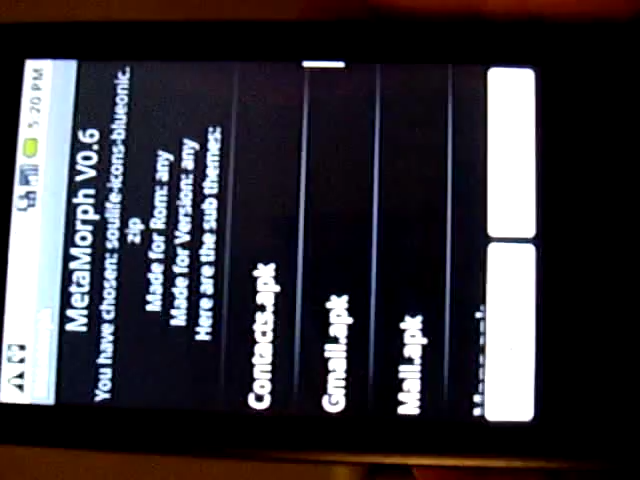 5:20 PM
MetaMorph V0.6
You have chosen: soulife-icons-blueonic.
zip
Made for Rom: any
Made for Version: any
Here are the sub themes:
Contacts.apk
Gmail.apk
Mail.apk